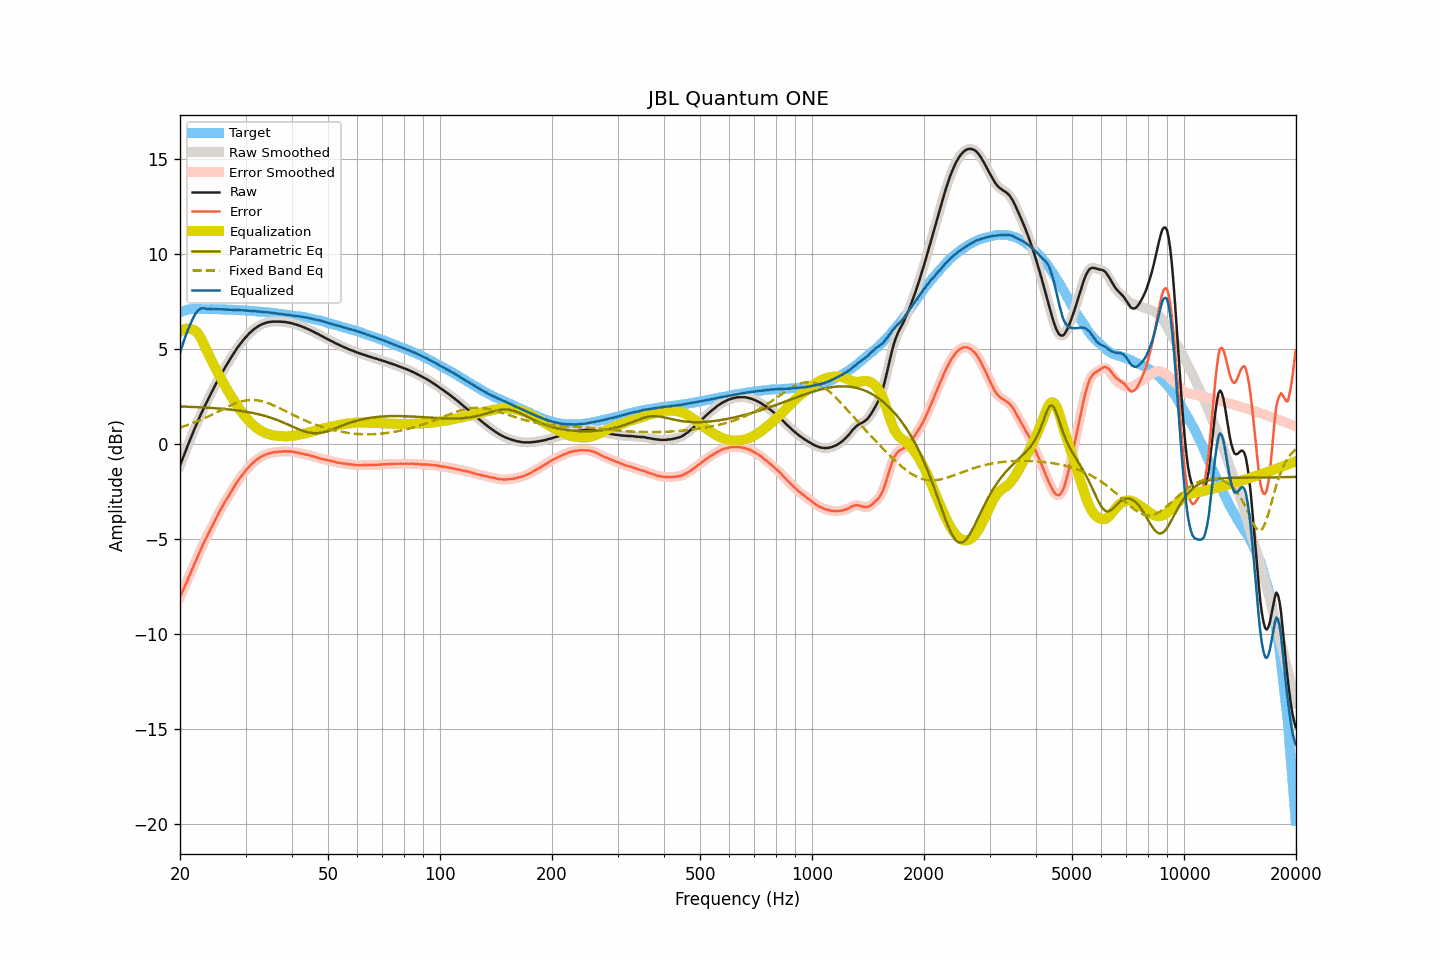 JBL Quantum ONE
Target
Raw Smoothed
Error Smoothed
Raw
Error
Equalization
Parametric Eq
Fixed Band Eq
Equalized
15
10
5
0
−5
−10
−15
−20
Amplitude (dBr)
20 50 100 200 500 1000 2000 5000 10000 20000
Frequency (Hz)